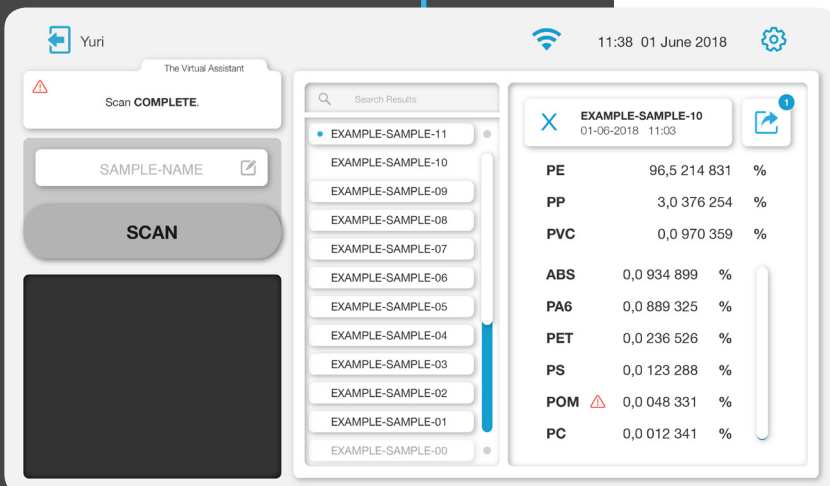 Yuri
11:38 01 June 2018
The Virtual Assistant
Scan COMPLETE.
SAMPLE-NAME
SCAN
Search Results
EXAMPLE-SAMPLE-11
EXAMPLE-SAMPLE-10
EXAMPLE-SAMPLE-09
EXAMPLE-SAMPLE-08
EXAMPLE-SAMPLE-07
EXAMPLE-SAMPLE-06
EXAMPLE-SAMPLE-05
EXAMPLE-SAMPLE-04
EXAMPLE-SAMPLE-03
EXAMPLE-SAMPLE-02
EXAMPLE-SAMPLE-01
EXAMPLE-SAMPLE-00
X EXAMPLE-SAMPLE-10
01-06-2018 11:03
1
PE 96,5 214 831 %
PP 3,0 376 254 %
PVC 0,0 970 359 %
ABS 0,0 934 899 %
PA6 0,0 889 325 %
PET 0,0 236 526 %
PS 0,0 123 288 %
POM 0,0 048 331 %
PC 0,0 012 341 %